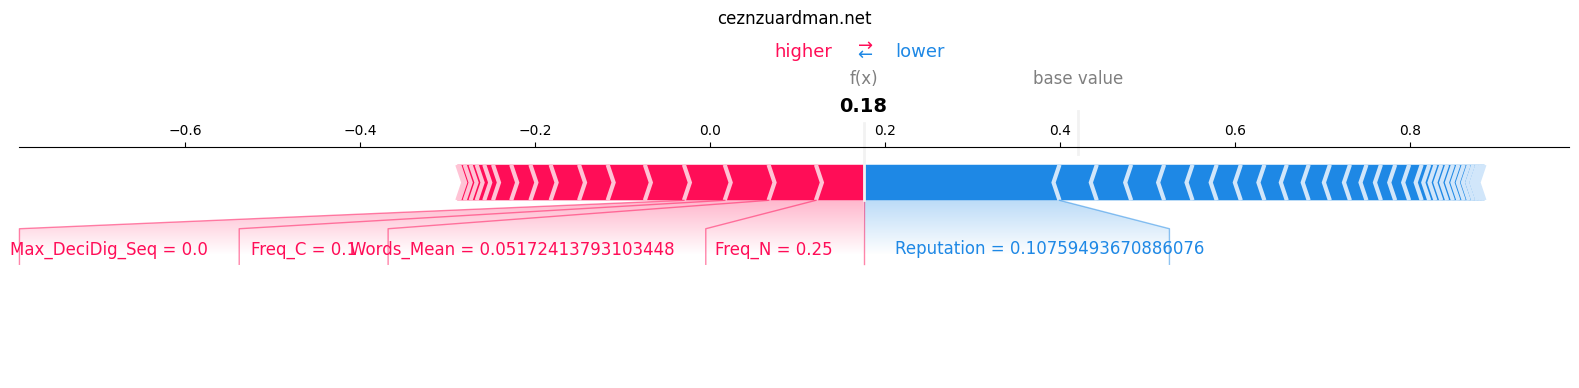 ceznzuardman.net
higher ⇄ lower
f(x) base value
0.18
−0.6 −0.4 −0.2 0.0 0.2 0.4 0.6 0.8
Max_DeciDig_Seq = 0.0 Freq_C = 0.1 Words_Mean = 0.05172413793103448 Freq_N = 0.25 Reputation = 0.10759493670886076